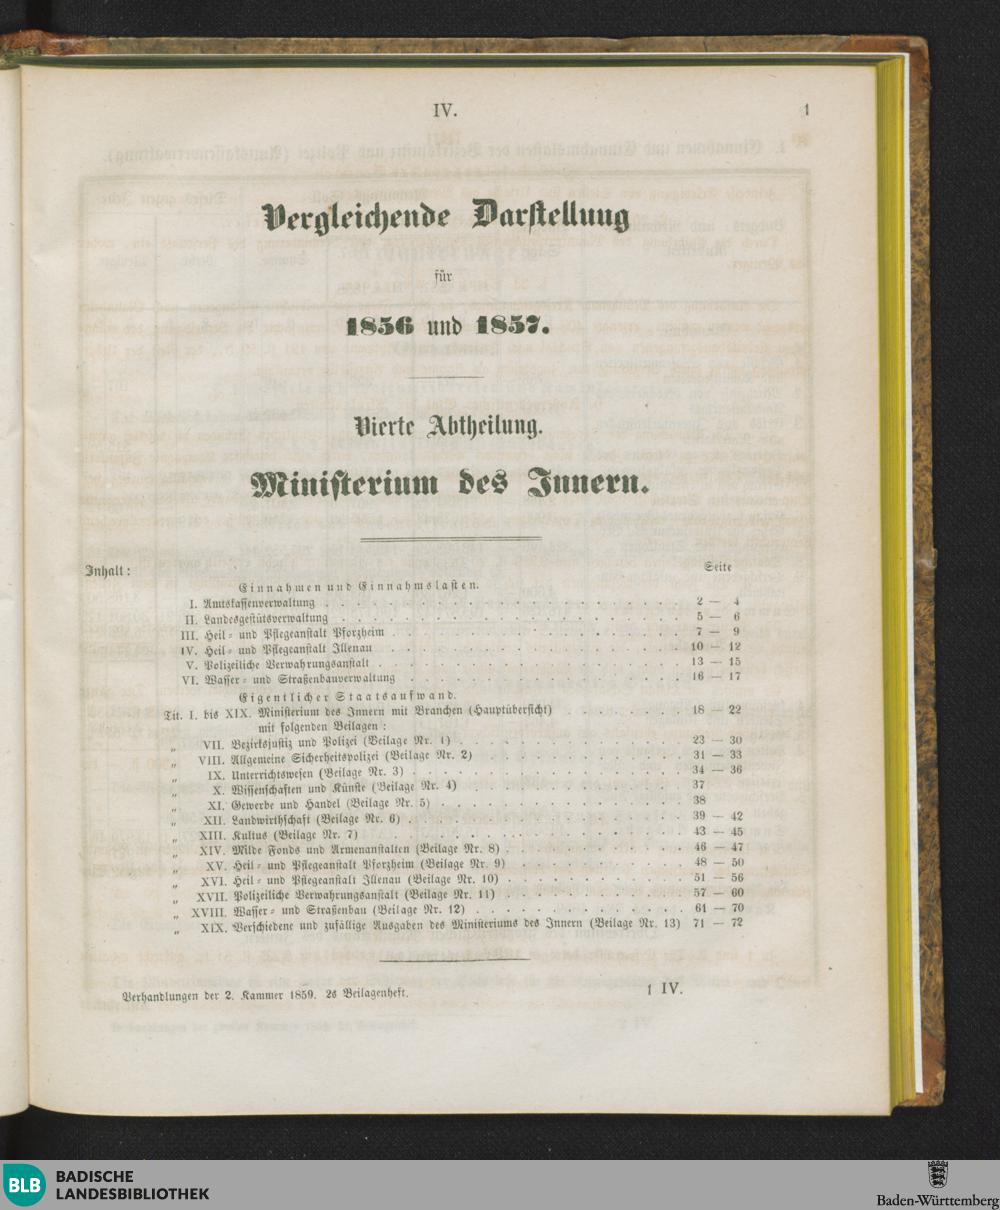 IV.
1
Vergleichende Darstellung
für
1856 und 1857.
Vierte Abtheilung.
Ministerium des Innern.
Inhalt: Seite
Einnahmen und Einnahmslasten.
I. Amtskassenverwaltung . . . 2 — 4
II. Landesgestütsverwaltung . . . 5 — 6
III. Heil- und Pflegeanstalt Pforzheim . . . 7 — 9
IV. Heil- und Pflegeanstalt Illenau . . . 10 — 12
V. Polizeiliche Verwahrungsanstalt . . . 13 — 15
VI. Wasser- und Straßenbauverwaltung . . . 16 — 17
Eigentlicher Staatsaufwand.
Tit. I. bis XIX. Ministerium des Innern mit Branchen (Hauptübersicht) . . . 18 — 22
mit folgenden Beilagen:
„ VII. Bezirksjustiz und Polizei (Beilage Nr. 1) . . . 23 — 30
„ VIII. Allgemeine Sicherheitspolizei (Beilage Nr. 2) . . . 31 — 33
„ IX. Unterrichtswesen (Beilage Nr. 3) . . . 34 — 36
„ X. Wissenschaften und Künste (Beilage Nr. 4) . . . 37
„ XI. Gewerbe und Handel (Beilage Nr. 5) . . . 38
„ XII. Landwirthschaft (Beilage Nr. 6) . . . 39 — 42
„ XIII. Kultus (Beilage Nr. 7) . . . 43 — 45
„ XIV. Milde Fonds und Armenanstalten (Beilage Nr. 8) . . . 46 — 47
„ XV. Heil- und Pflegeanstalt Pforzheim (Beilage Nr. 9) . . . 48 — 50
„ XVI. Heil- und Pflegeanstalt Illenau (Beilage Nr. 10) . . . 51 — 56
„ XVII. Polizeiliche Verwahrungsanstalt (Beilage Nr. 11) . . . 57 — 60
„ XVIII. Wasser- und Straßenbau (Beilage Nr. 12) . . . 61 — 70
„ XIX. Verschiedene und zufällige Ausgaben des Ministeriums des Innern (Beilage Nr. 13) 71 — 72
Verhandlungen der 2. Kammer 1859. 2s Beilagenheft. 1 IV.
BLB BADISCHE
LANDESBIBLIOTHEK
Baden-Württemberg